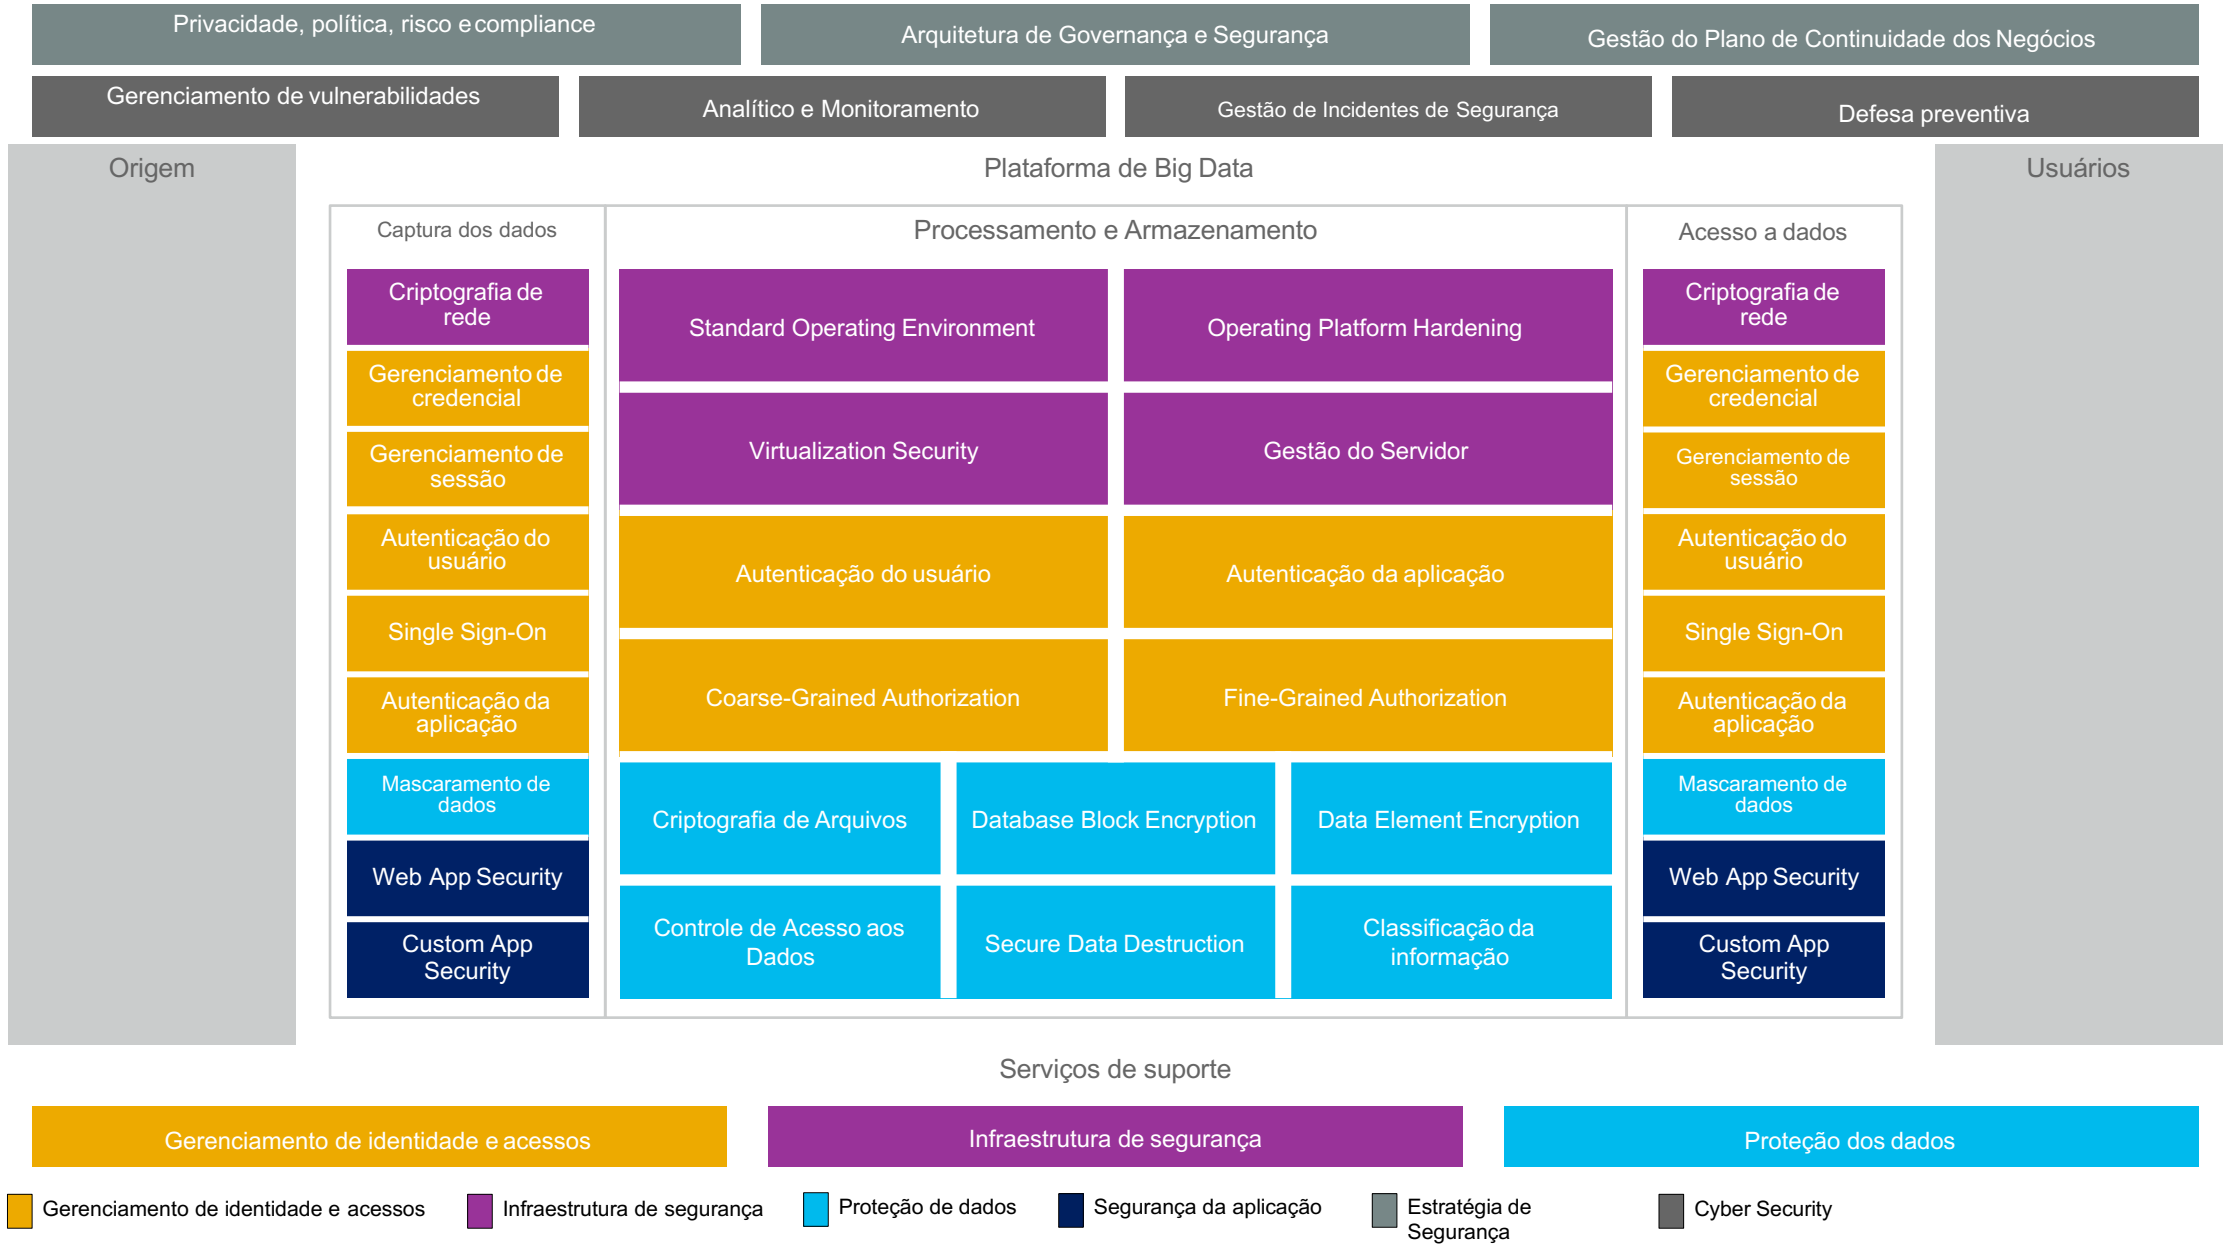 Privacidade, política, risco e compliance
Arquitetura de Governança e Segurança
Gestão do Plano de Continuidade dos Negócios
Gerenciamento de vulnerabilidades
Analítico e Monitoramento
Gestão de Incidentes de Segurança
Defesa preventiva
Origem
Plataforma de Big Data
Usuários
Captura dos dados
Criptografia de
rede
Gerenciamento de
credencial
Gerenciamento de
sessão
Autenticação do
usuário
Single Sign-On
Autenticação da
aplicação
Mascaramento de
dados
Web App Security
Custom App
Security
Processamento e Armazenamento
Standard Operating Environment
Operating Platform Hardening
Virtualization Security
Gestão do Servidor
Autenticação do usuário
Autenticação da aplicação
Coarse-Grained Authorization
Fine-Grained Authorization
Criptografia de Arquivos
Database Block Encryption
Data Element Encryption
Controle de Acesso aos
Dados
Secure Data Destruction
Classificação da
informação
Acesso a dados
Criptografia de
rede
Gerenciamento de
credencial
Gerenciamento de
sessão
Autenticação do
usuário
Single Sign-On
Autenticação da
aplicação
Mascaramento de
dados
Web App Security
Custom App
Security
Serviços de suporte
Gerenciamento de identidade e acessos
Infraestrutura de segurança
Proteção dos dados
Gerenciamento de identidade e acessos
Infraestrutura de segurança
Proteção de dados
Segurança da aplicação
Estratégia de
Segurança
Cyber Security